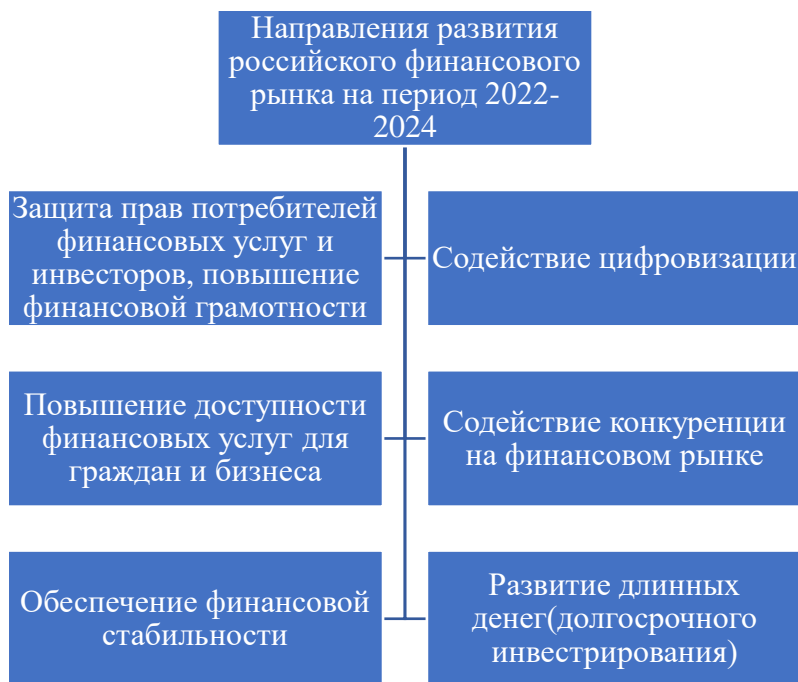 Направления развития
российского финансового
рынка на период 2022-
2024
Защита прав потребителей
финансовых услуг и
инвесторов, повышение
финансовой грамотности
Содействие цифровизации
Повышение доступности
финансовых услуг для
граждан и бизнеса
Содействие конкуренции
на финансовом рынке
Обеспечение финансовой
стабильности
Развитие длинных
денег(долгосрочного
инвестрирования)